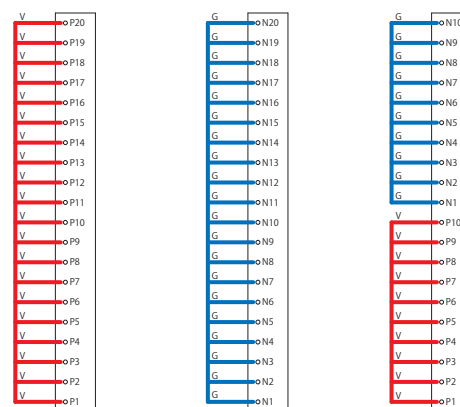 V P20
V P19
V P18
V P17
V P16
V P15
V P14
V P13
V P12
V P11
V P10
V P9
V P8
V P7
V P6
V P5
V P4
V P3
V P2
V P1
G N20
G N19
G N18
G N17
G N16
G N15
G N14
G N13
G N12
G N11
G N10
G N9
G N8
G N7
G N6
G N5
G N4
G N3
G N2
G N1
G N10
G N9
G N8
G N7
G N6
G N5
G N4
G N3
G N2
G N1
V P10
V P9
V P8
V P7
V P6
V P5
V P4
V P3
V P2
V P1